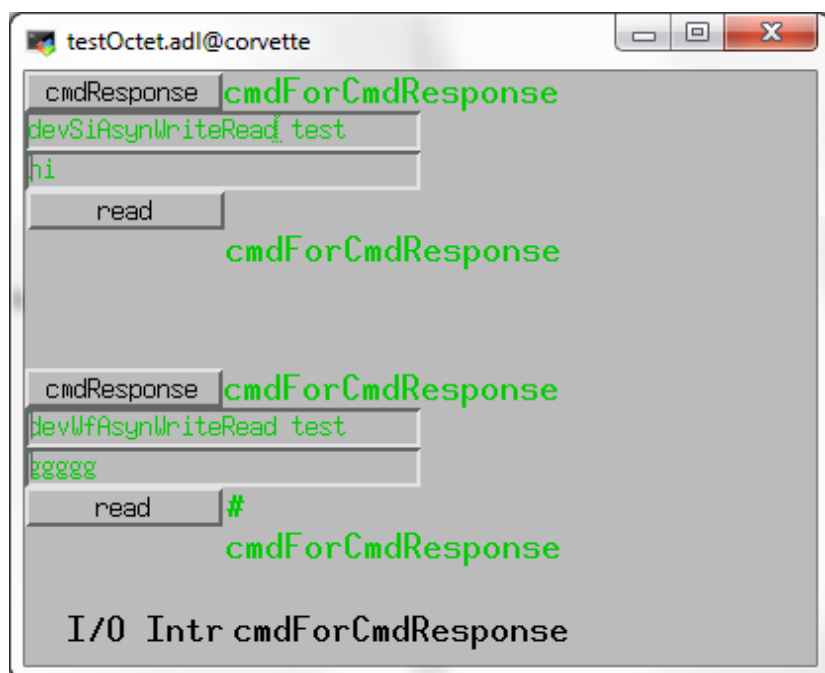 testOctet.adl@corvette
cmdResponse cmdForCmdResponse
devSiAsynWriteRead test
hi
read
cmdForCmdResponse
cmdResponse cmdForCmdResponse
devWfAsynWriteRead test
ggggg
read #
cmdForCmdResponse
I/O Intr cmdForCmdResponse